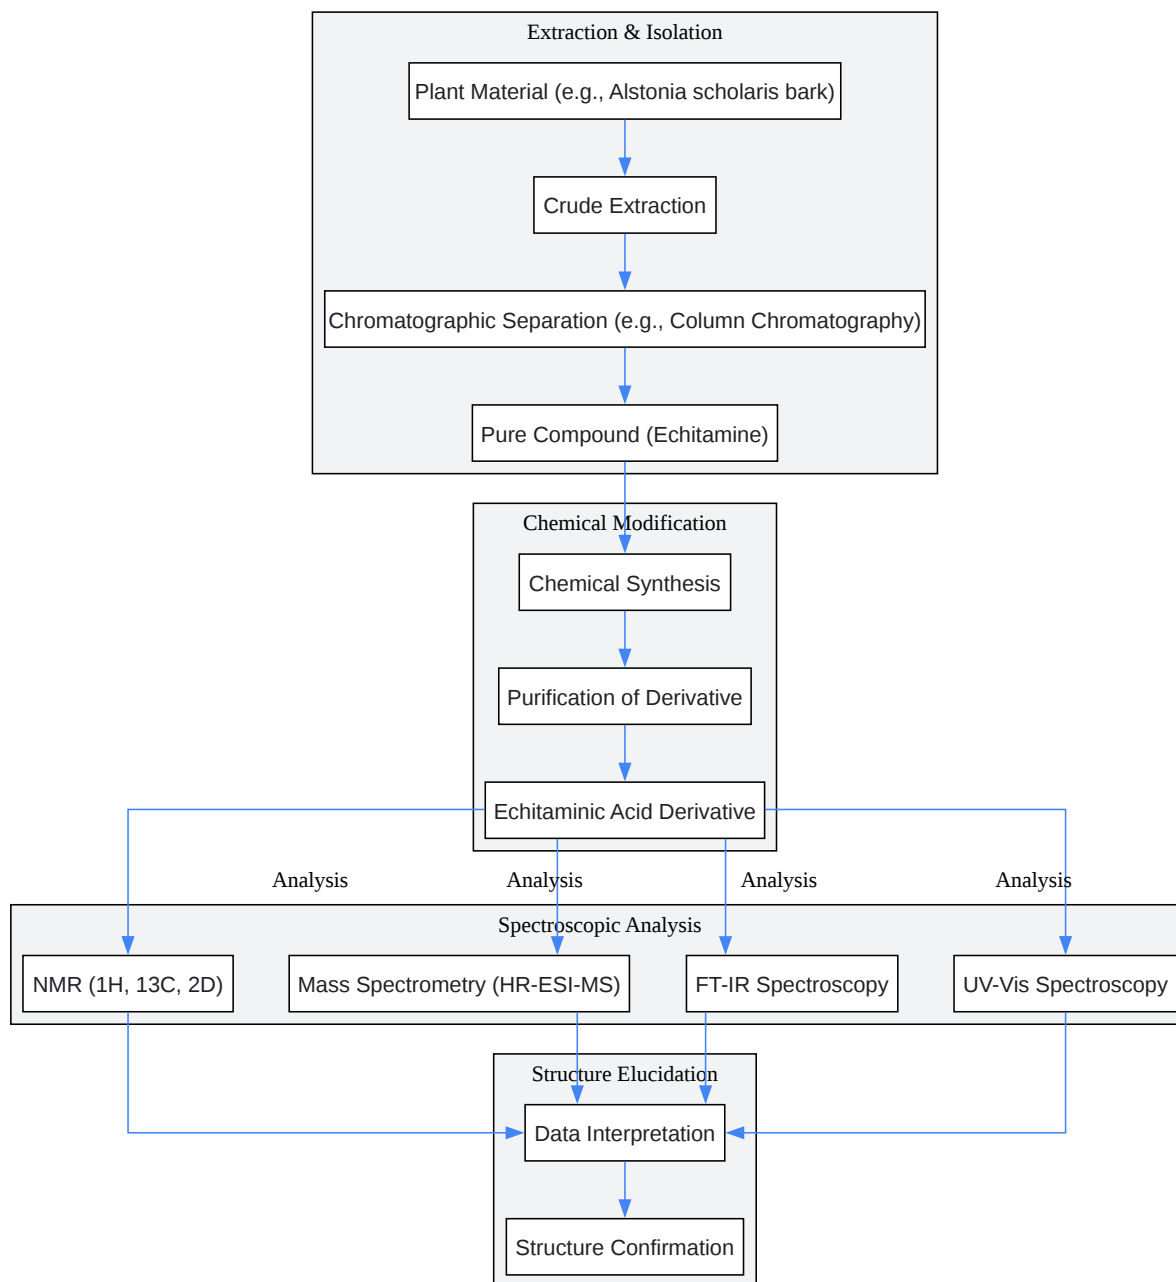 Extraction & Isolation
Plant Material (e.g., Alstonia scholaris bark)
Crude Extraction
Chromatographic Separation (e.g., Column Chromatography)
Pure Compound (Echitamine)
Chemical Modification
Chemical Synthesis
Purification of Derivative
Echitaminic Acid Derivative
Analysis
Analysis
Analysis
Analysis
Spectroscopic Analysis
NMR (1H, 13C, 2D)
Mass Spectrometry (HR-ESI-MS)
FT-IR Spectroscopy
UV-Vis Spectroscopy
Structure Elucidation
Data Interpretation
Structure Confirmation